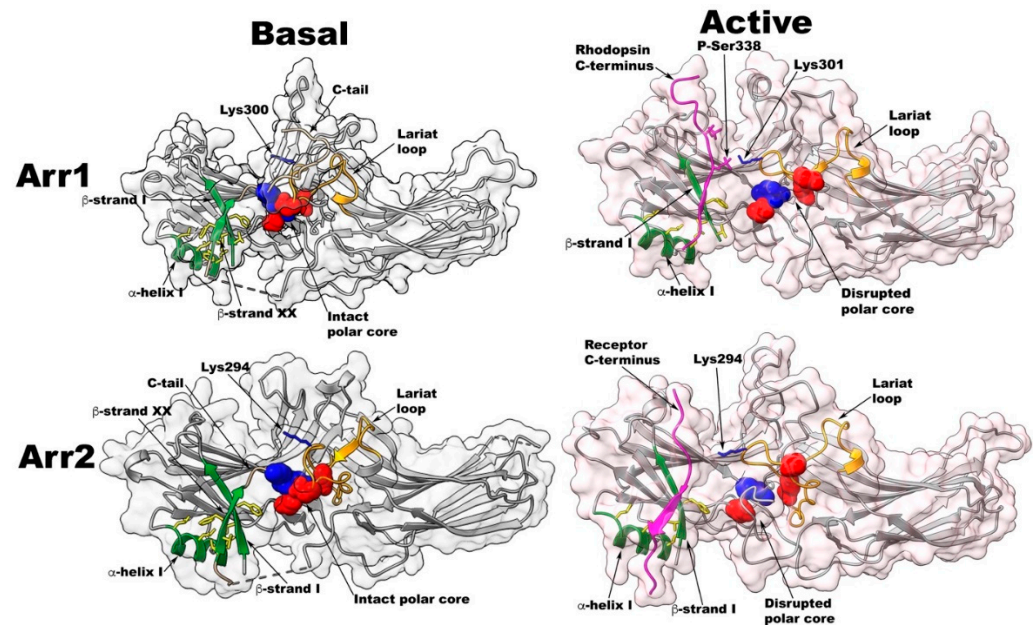 Basal
Active
Arr1
Lys300
C-tail
Lariat
loop
β-strand I
α-helix I
β-strand XX
Intact
polar core
Rhodopsin
C-terminus
P-Ser338
Lys301
Lariat
loop
β-strand I
α-helix I
Disrupted
polar core
Arr2
Lys294
C-tail
β-strand XX
Lariat
loop
α-helix I
β-strand I
Intact polar core
Receptor
C-terminus
Lys294
Lariat
loop
α-helix I
β-strand I
Disrupted
polar core